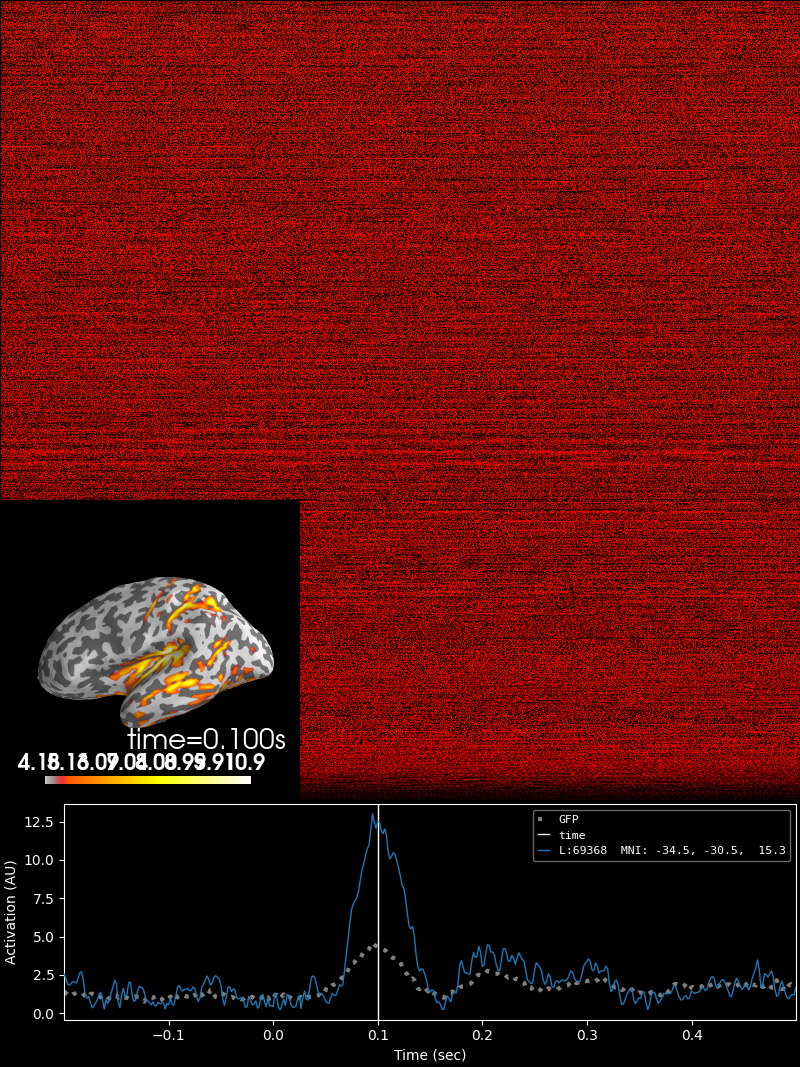 time=0.100s
12.5
10.0
7.5
5.0
2.5
0.0
Activation (AU)
GFP
time
L:69368 MNI: -34.5, -30.5, 15.3
−0.1 0.0 0.1 0.2 0.3 0.4
Time (sec)